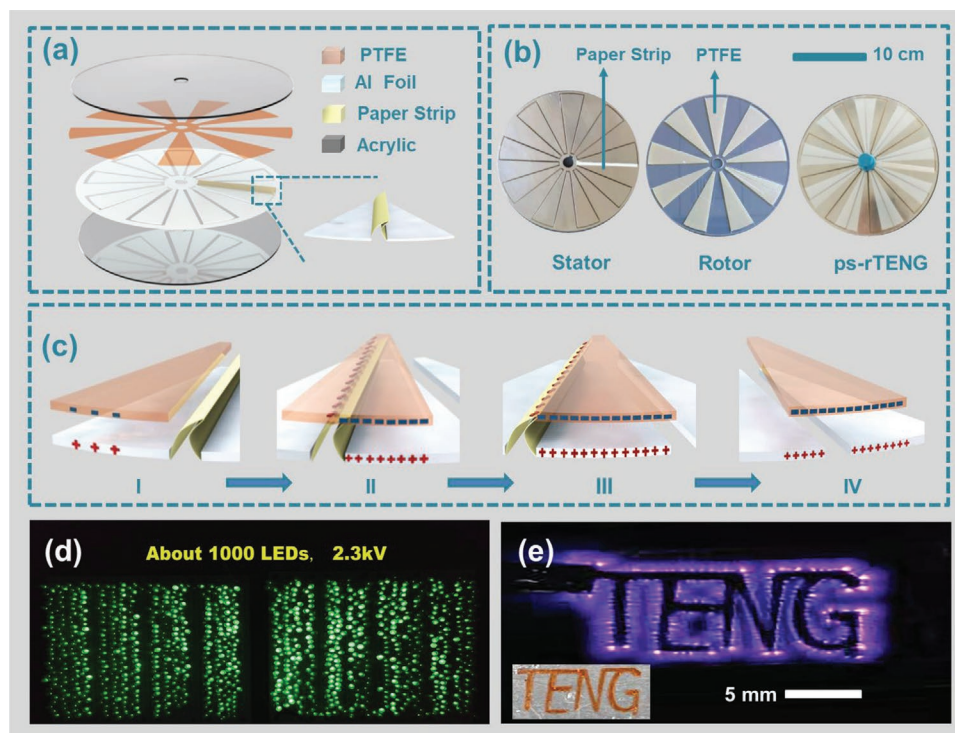 (a)
PTFE
Al Foil
Paper Strip
Acrylic
(b)
Paper Strip
PTFE
10 cm
Stator
Rotor
ps-rTENG
(c)
I
II
III
IV
(d)
About 1000 LEDs, 2.3kV
(e)
TENG
TENG
5 mm